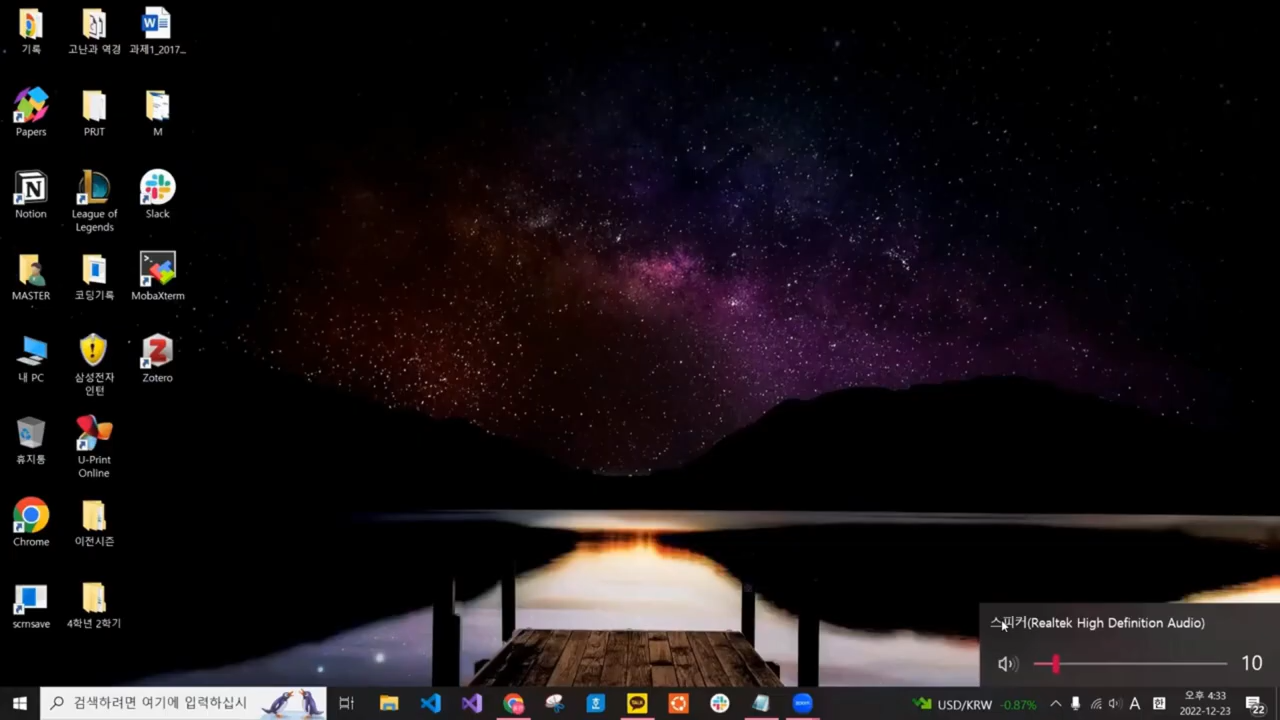 기록
고난과 역경
과제1_2017...
Papers
PRJT
M
Notion
League of
Legends
Slack
MASTER
코딩기록
MobaXterm
내 PC
삼성전자
인턴
Zotero
휴지통
U-Print
Online
Chrome
이전시즌
scrnsave
4학년 2학기
스피커(Realtek High Definition Audio)
10
검색하려면 여기에 입력하십시
TALK
zoom
USD/KRW -0.87%
A
한
오후 4:33
2022-12-23
22